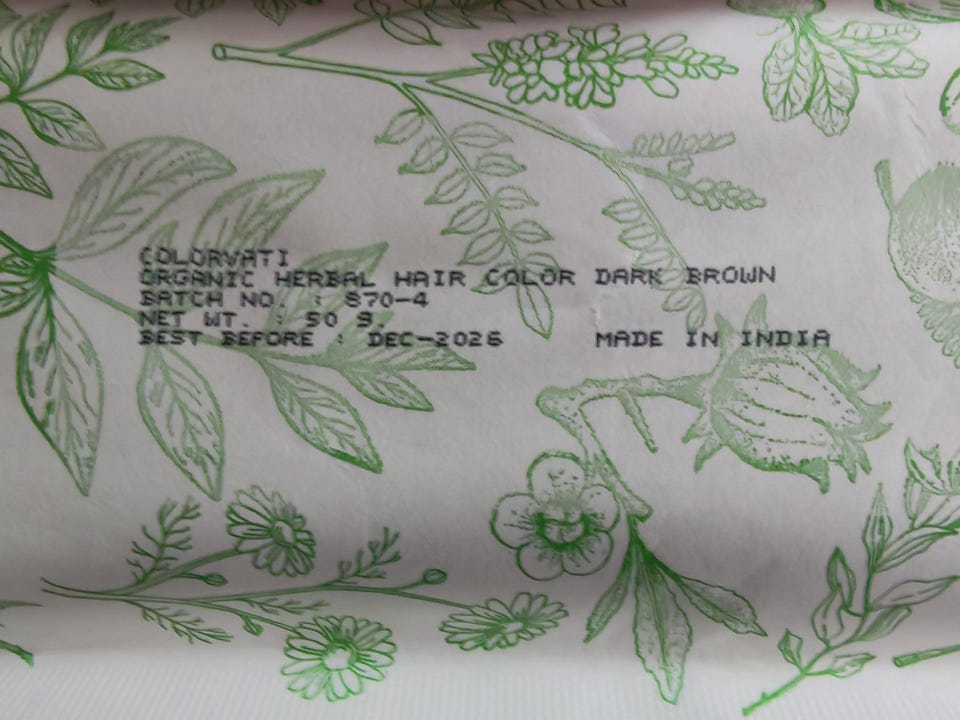 COLORVATI
ORGANIC HERBAL HAIR COLOR DARK BROWN
BATCH NO. : 870-4
NET WT. : 50 G.
BEST BEFORE : DEC-2026 MADE IN INDIA